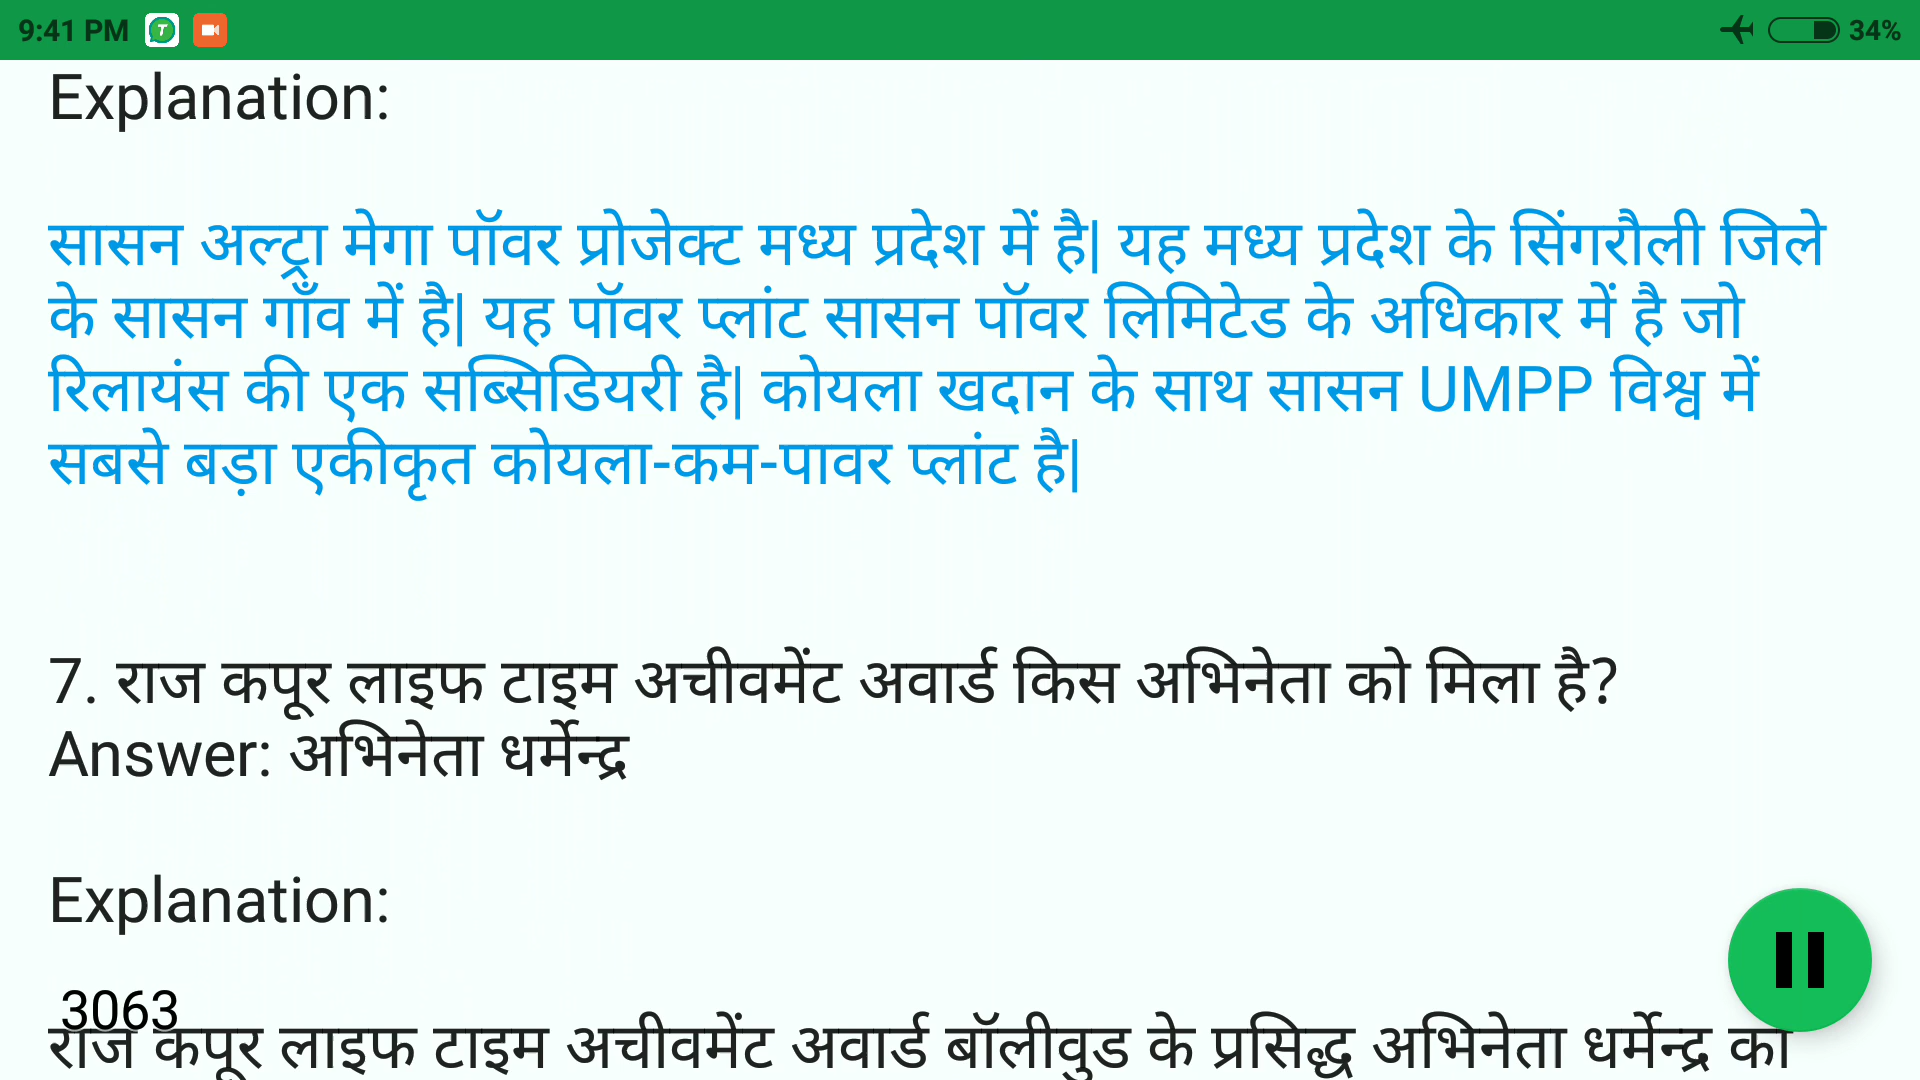 9:41 PM
34%
Explanation:
सासन अल्ट्रा मेगा पॉवर प्रोजेक्ट मध्य प्रदेश में है| यह मध्य प्रदेश के सिंगरौली जिले
के सासन गाँव में है| यह पॉवर प्लांट सासन पॉवर लिमिटेड के अधिकार में है जो
रिलायंस की एक सब्सिडियरी है| कोयला खदान के साथ सासन UMPP विश्व में
सबसे बड़ा एकीकृत कोयला-कम-पावर प्लांट है|
7. राज कपूर लाइफ टाइम अचीवमेंट अवार्ड किस अभिनेता को मिला है?
Answer: अभिनेता धर्मेन्द्र
Explanation:
3063
राज कपूर लाइफ टाइम अचीवमेंट अवार्ड बॉलीवुड के प्रसिद्ध अभिनेता धर्मेन्द्र को